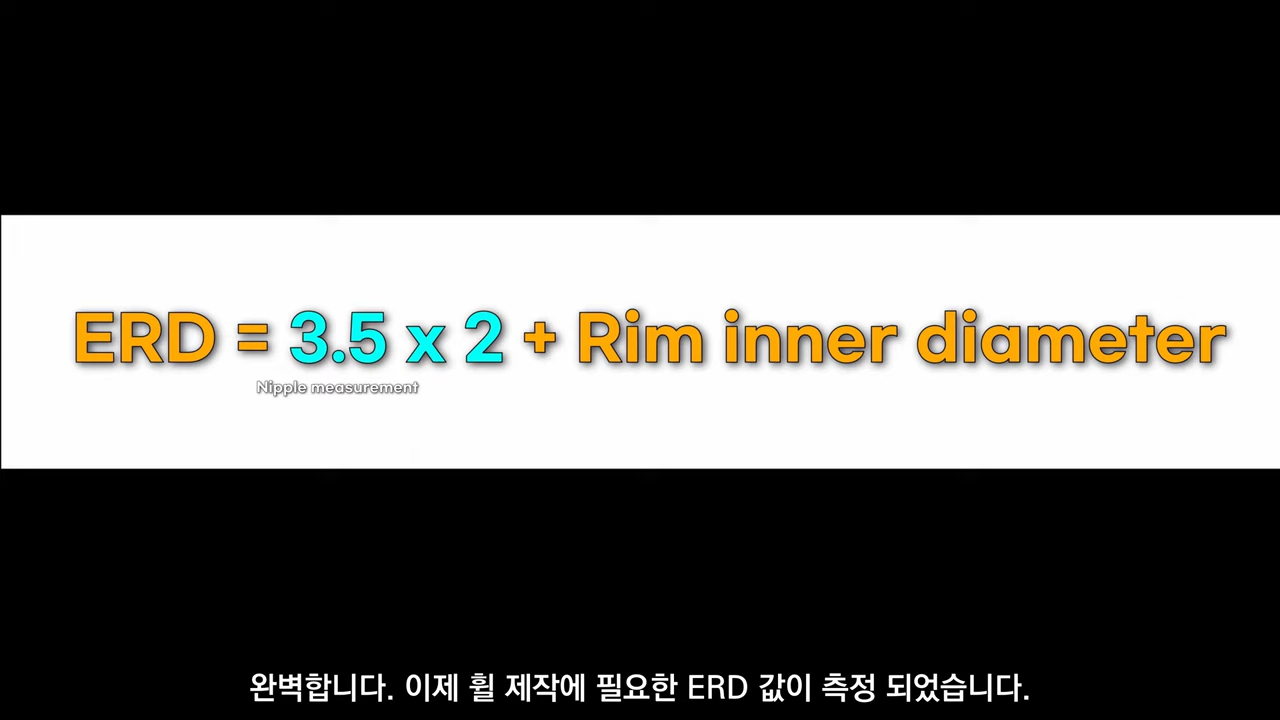 ERD = 3.5 x 2 + Rim inner diameter
Nipple measurement
완벽합니다. 이제 휠 제작에 필요한 ERD 값이 측정 되었습니다.